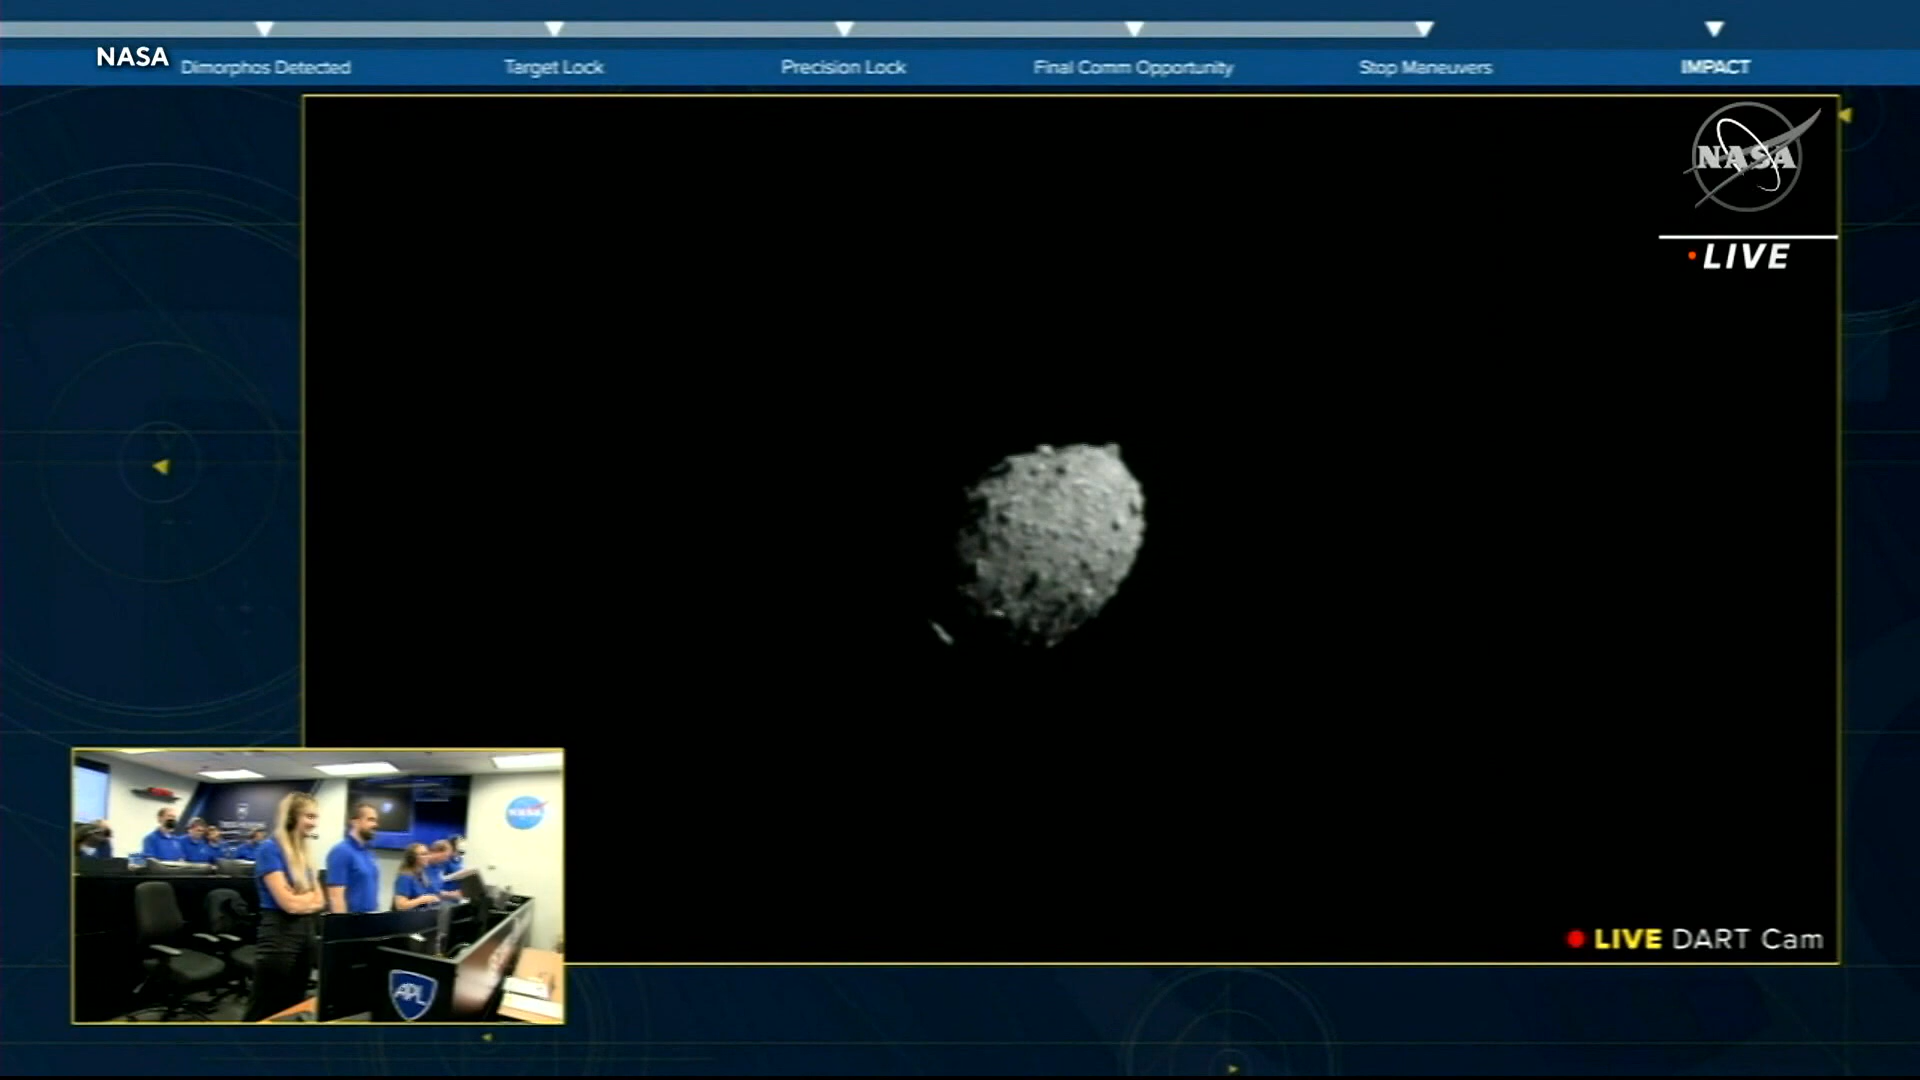 NASA
Dimorphos Detected
Target Lock
Precision Lock
Final Comm Opportunity
Stop Maneuvers
IMPACT
NASA
LIVE
NASA
APL
LIVE DART Cam